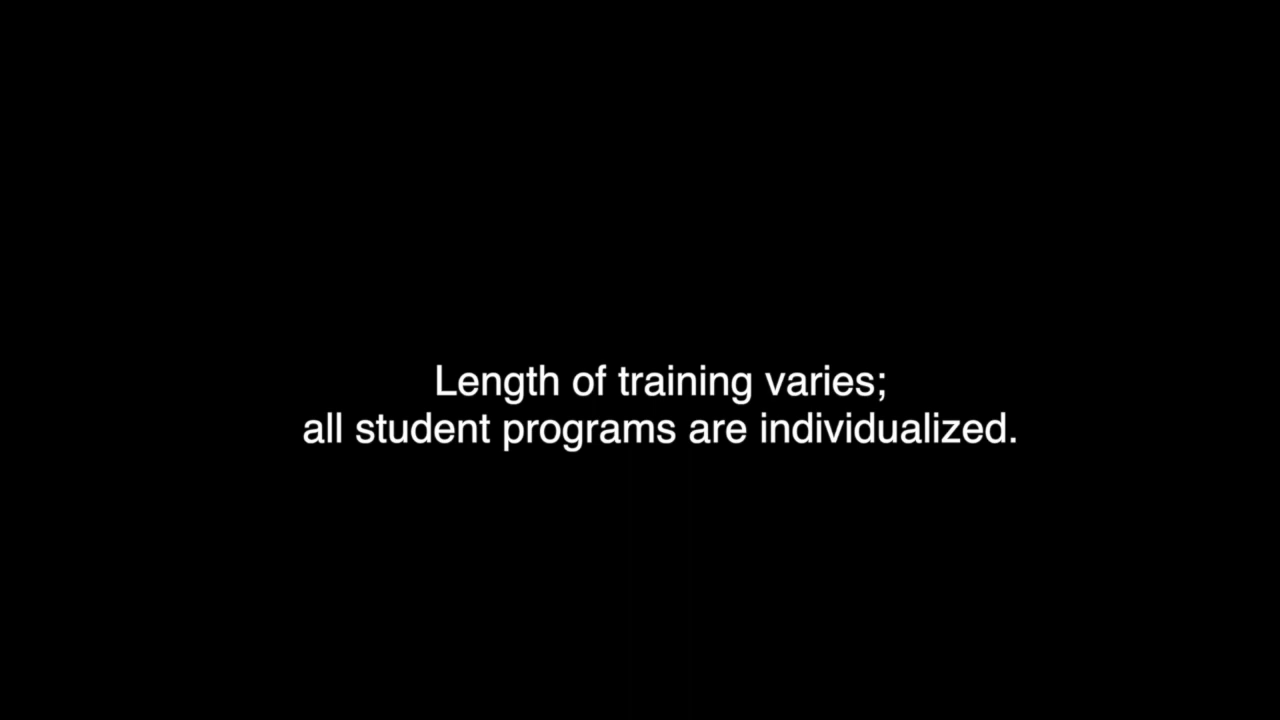 Length of training varies;
all student programs are individualized.